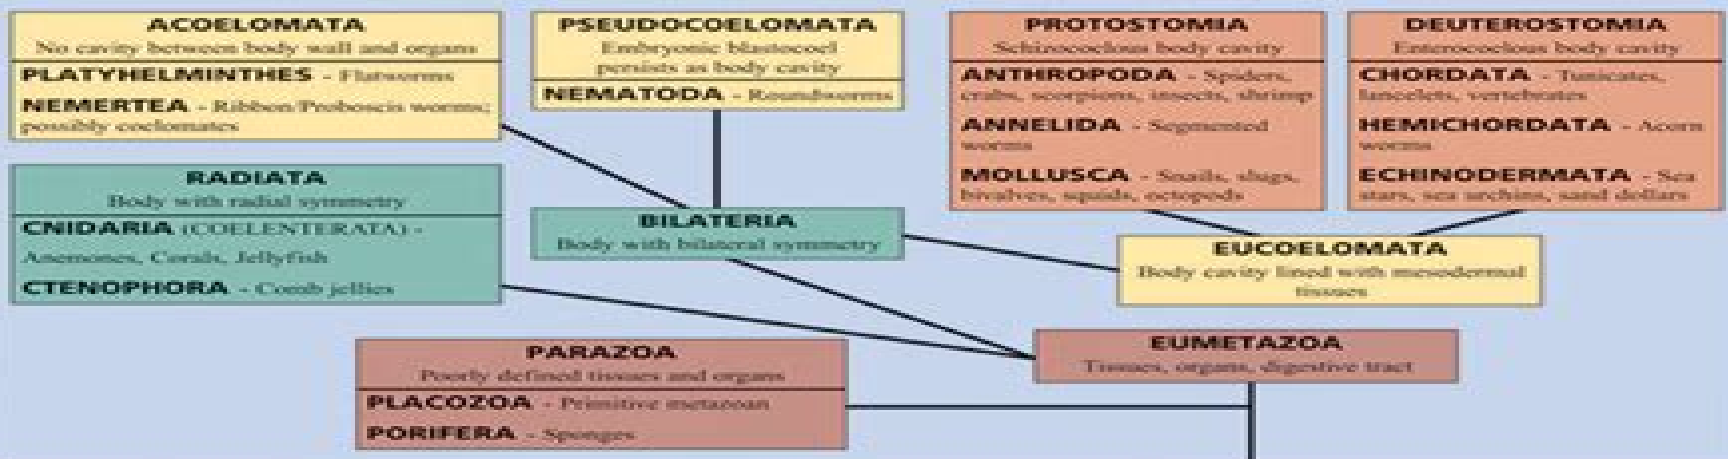 ACOELOMATA
No cavity between body wall and organs
PLATYHELMINTHES - Flatworms
NEMERTEA - Ribbon/Proboscis worms;
possibly coelomates
PSEUDOCOELOMATA
Embryonic blastocoel
persists as body cavity
NEMATODA - Roundworms
PROTOSTOMIA
Schizocoelous body cavity
ANTHROPODA - Spiders,
crabs, scorpions, insects, shrimp
ANNELIDA - Segmented
worms
MOLLUSCA - Snails, slugs,
bivalves, squids, octopods
DEUTEROSTOMIA
Enterocoelous body cavity
CHORDATA - Tunicates,
lancelets, vertebrates
HEMICHORDATA - Acorn
worms
ECHINODERMATA - Sea
stars, sea urchins, sand dollars
RADIATA
Body with radial symmetry
CNIDARIA (COELENTERATA) -
Anemones, Corals, Jellyfish
CTENOPHORA - Comb jellies
BILATERIA
Body with bilateral symmetry
EUCOELOMATA
Body cavity lined with mesodermal
tissues
PARAZOA
Poorly defined tissues and organs
PLACOZOA - Primitive metazoan
PORIFERA - Sponges
EUMETAZOA
Tissues, organs, digestive tract